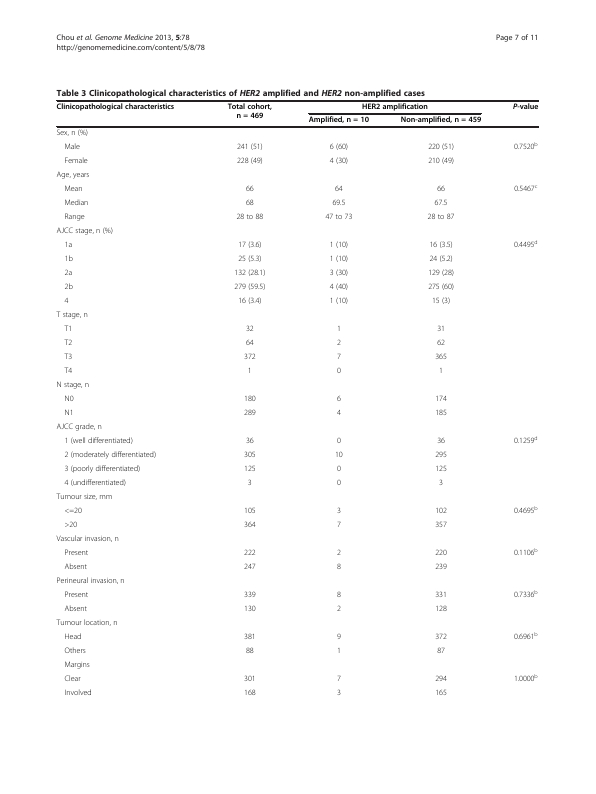 Chou et al. Genome Medicine 2013, 5:78 Page 7 of 11
http://genomemedicine.com/content/5/8/78
Table 3 Clinicopathological characteristics of HER2 amplified and HER2 non-amplified cases
Clinicopathological characteristics Total cohort, n = 469 HER2 amplification P-value
Amplified, n = 10 Non-amplified, n = 459
Sex, n (%)
Male 241 (51) 6 (60) 220 (51) 0.7520b
Female 228 (49) 4 (30) 210 (49)
Age, years
Mean 66 64 66 0.5467c
Median 68 69.5 67.5
Range 28 to 88 47 to 73 28 to 87
AJCC stage, n (%)
1a 17 (3.6) 1 (10) 16 (3.5) 0.4495d
1b 25 (5.3) 1 (10) 24 (5.2)
2a 132 (28.1) 3 (30) 129 (28)
2b 279 (59.5) 4 (40) 275 (60)
4 16 (3.4) 1 (10) 15 (3)
T stage, n
T1 32 1 31
T2 64 2 62
T3 372 7 365
T4 1 0 1
N stage, n
N0 180 6 174
N1 289 4 185
AJCC grade, n
1 (well differentiated) 36 0 36 0.1259d
2 (moderately differentiated) 305 10 295
3 (poorly differentiated) 125 0 125
4 (undifferentiated) 3 0 3
Tumour size, mm
<=20 105 3 102 0.4695b
>20 364 7 357
Vascular invasion, n
Present 222 2 220 0.1106b
Absent 247 8 239
Perineural invasion, n
Present 339 8 331 0.7336b
Absent 130 2 128
Tumour location, n
Head 381 9 372 0.6961b
Others 88 1 87
Margins
Clear 301 7 294 1.0000b
Involved 168 3 165